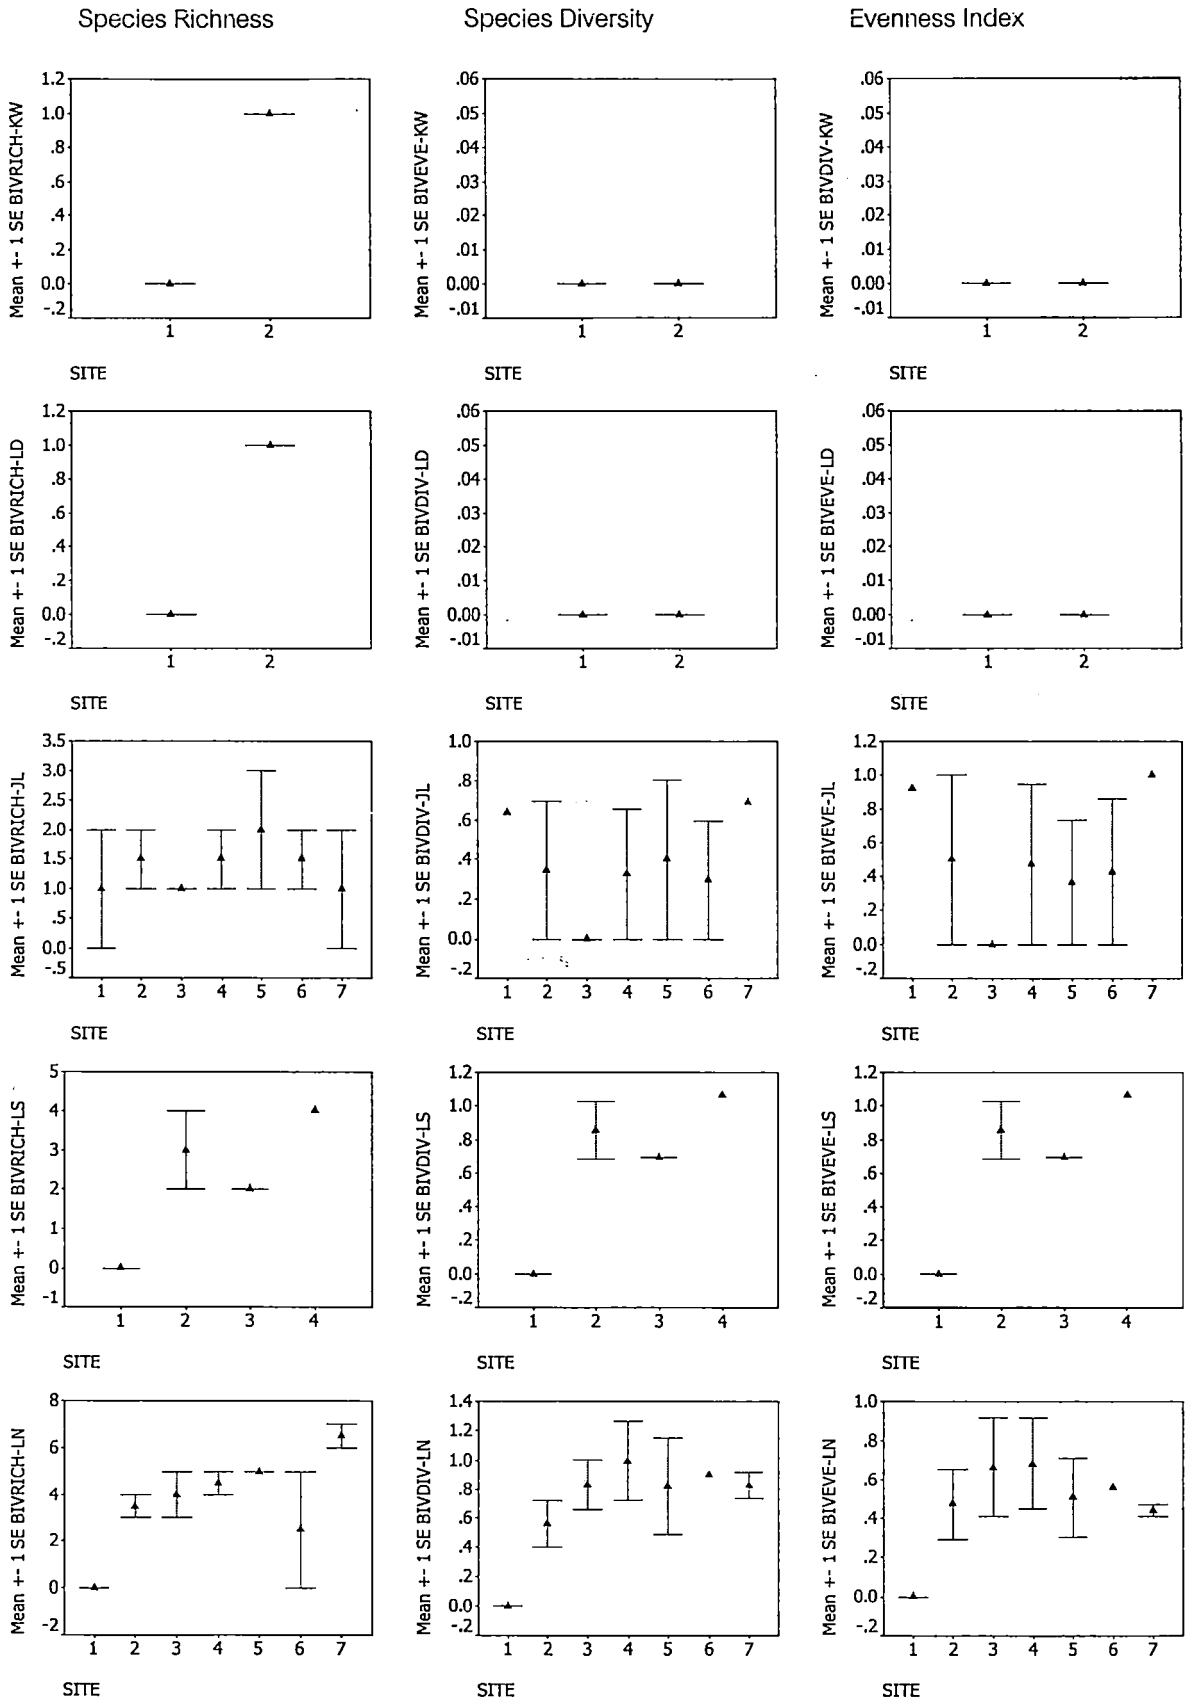 Species Richness
Species Diversity
Evenness Index
Mean +- 1 SE BIVRICH-KW
1.2
1.0
.8
.6
.4
.2
0.0
-.2
1 2
SITE
Mean +- 1 SE BIVEVE-KW
.06
.05
.04
.03
.02
.01
0.00
-.01
1 2
SITE
Mean +- 1 SE BIVDIV-KW
.06
.05
.04
.03
.02
.01
0.00
-.01
1 2
SITE
Mean +- 1 SE BIVRICH-LD
1.2
1.0
.8
.6
.4
.2
0.0
-.2
1 2
SITE
Mean +- 1 SE BIVDIV-LD
.06
.05
.04
.03
.02
.01
0.00
-.01
1 2
SITE
Mean +- 1 SE BIVEVE-LD
.06
.05
.04
.03
.02
.01
0.00
-.01
1 2
SITE
Mean +- 1 SE BIVRICH-JL
3.5
3.0
2.5
2.0
1.5
1.0
.5
0.0
-.5
1 2 3 4 5 6 7
SITE
Mean +- 1 SE BIVDIV-JL
1.0
.8
.6
.4
.2
0.0
-.2
1 2 3 4 5 6 7
SITE
Mean +- 1 SE BIVEVE-JL
1.2
1.0
.8
.6
.4
.2
0.0
-.2
1 2 3 4 5 6 7
SITE
Mean +- 1 SE BIVRICH-LS
5
4
3
2
1
0
-1
1 2 3 4
SITE
Mean +- 1 SE BIVDIV-LS
1.2
1.0
.8
.6
.4
.2
0.0
-.2
1 2 3 4
SITE
Mean +- 1 SE BIVEVE-LS
1.2
1.0
.8
.6
.4
.2
0.0
-.2
1 2 3 4
SITE
Mean +- 1 SE BIVRICH-LN
8
6
4
2
0
-2
1 2 3 4 5 6 7
SITE
Mean +- 1 SE BIVDIV-LN
1.4
1.2
1.0
.8
.6
.4
.2
0.0
-.2
1 2 3 4 5 6 7
SITE
Mean +- 1 SE BIVEVE-LN
1.0
.8
.6
.4
.2
0.0
-.2
1 2 3 4 5 6 7
SITE